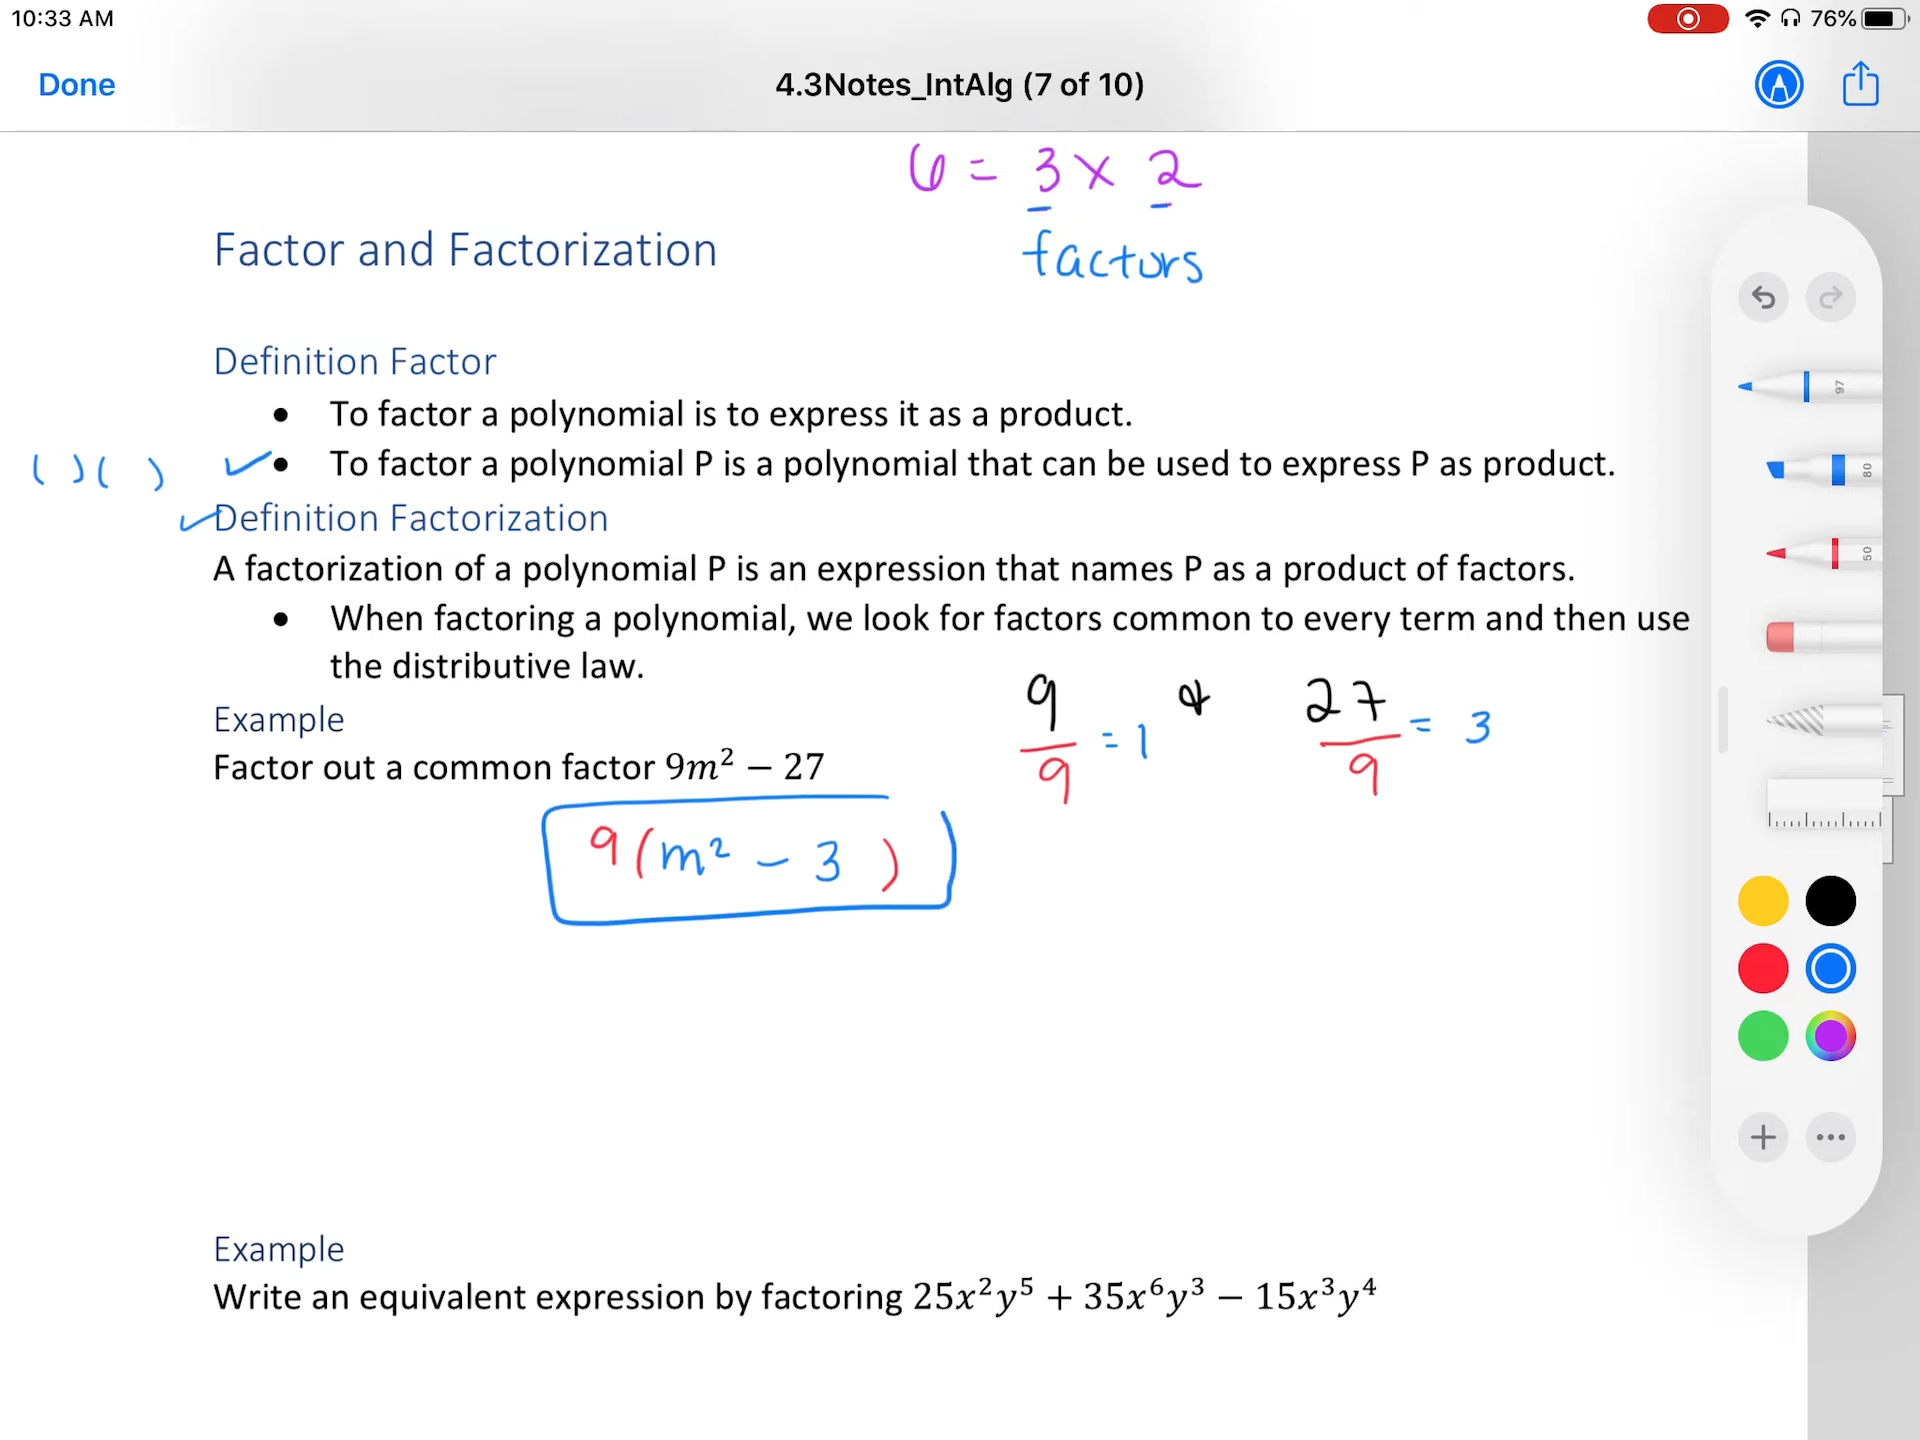 10:33 AM
76%
Done
4.3Notes_IntAlg (7 of 10)
6 = 3 x 2
Factor and Factorization
factors
Definition Factor
• To factor a polynomial is to express it as a product.
( )( ) ✓• To factor a polynomial P is a polynomial that can be used to express P as product.
✓Definition Factorization
A factorization of a polynomial P is an expression that names P as a product of factors.
• When factoring a polynomial, we look for factors common to every term and then use
the distributive law.
Example
9/9 = 1 & 27/9 = 3
Factor out a common factor 9m² – 27
9(m² – 3 )
Example
Write an equivalent expression by factoring 25x²y⁵ + 35x⁶y³ – 15x³y⁴
97
80
50